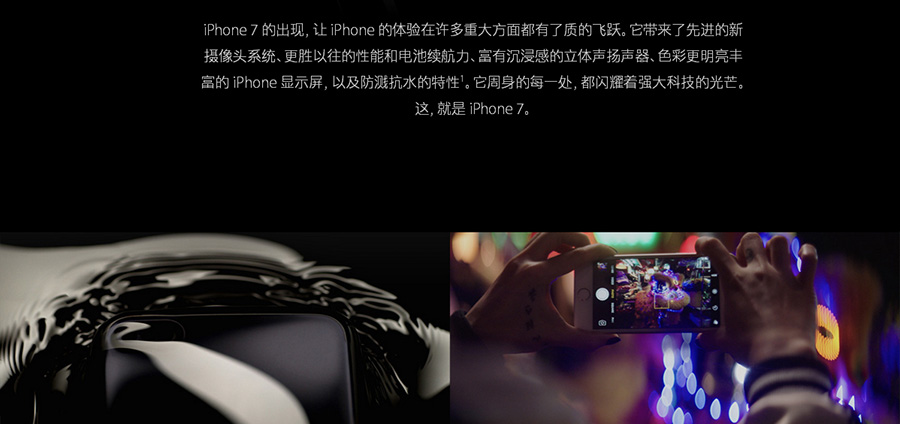 iPhone 7 的出现，让 iPhone 的体验在许多重大方面都有了质的飞跃。它带来了先进的新
摄像头系统、更胜以往的性能和电池续航力、富有沉浸感的立体声扬声器、色彩更明亮丰
富的 iPhone 显示屏，以及防溅抗水的特性¹。它周身的每一处，都闪耀着强大科技的光芒。
这，就是 iPhone 7。